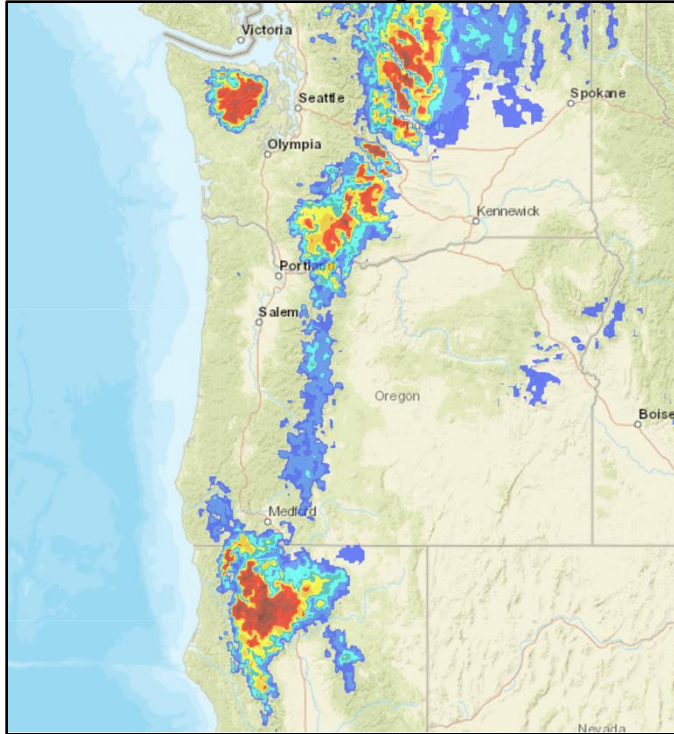 Victoria
Seattle
Spokane
Olympia
Kennewick
Portland
Salem
Oregon
Boise
Medford
Nevada